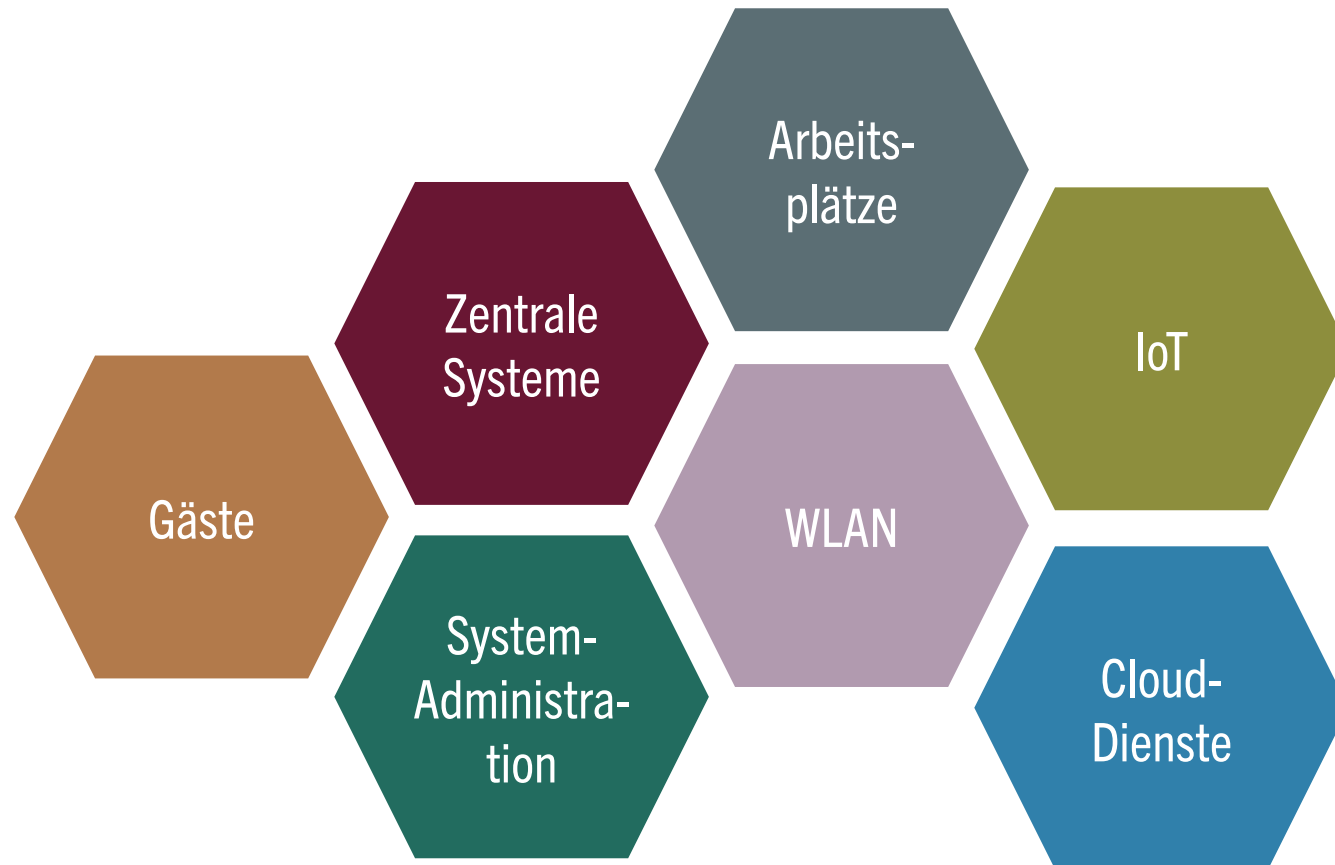 Arbeits-
plätze
Zentrale
Systeme
IoT
Gäste
WLAN
System-
Administra-
tion
Cloud-
Dienste